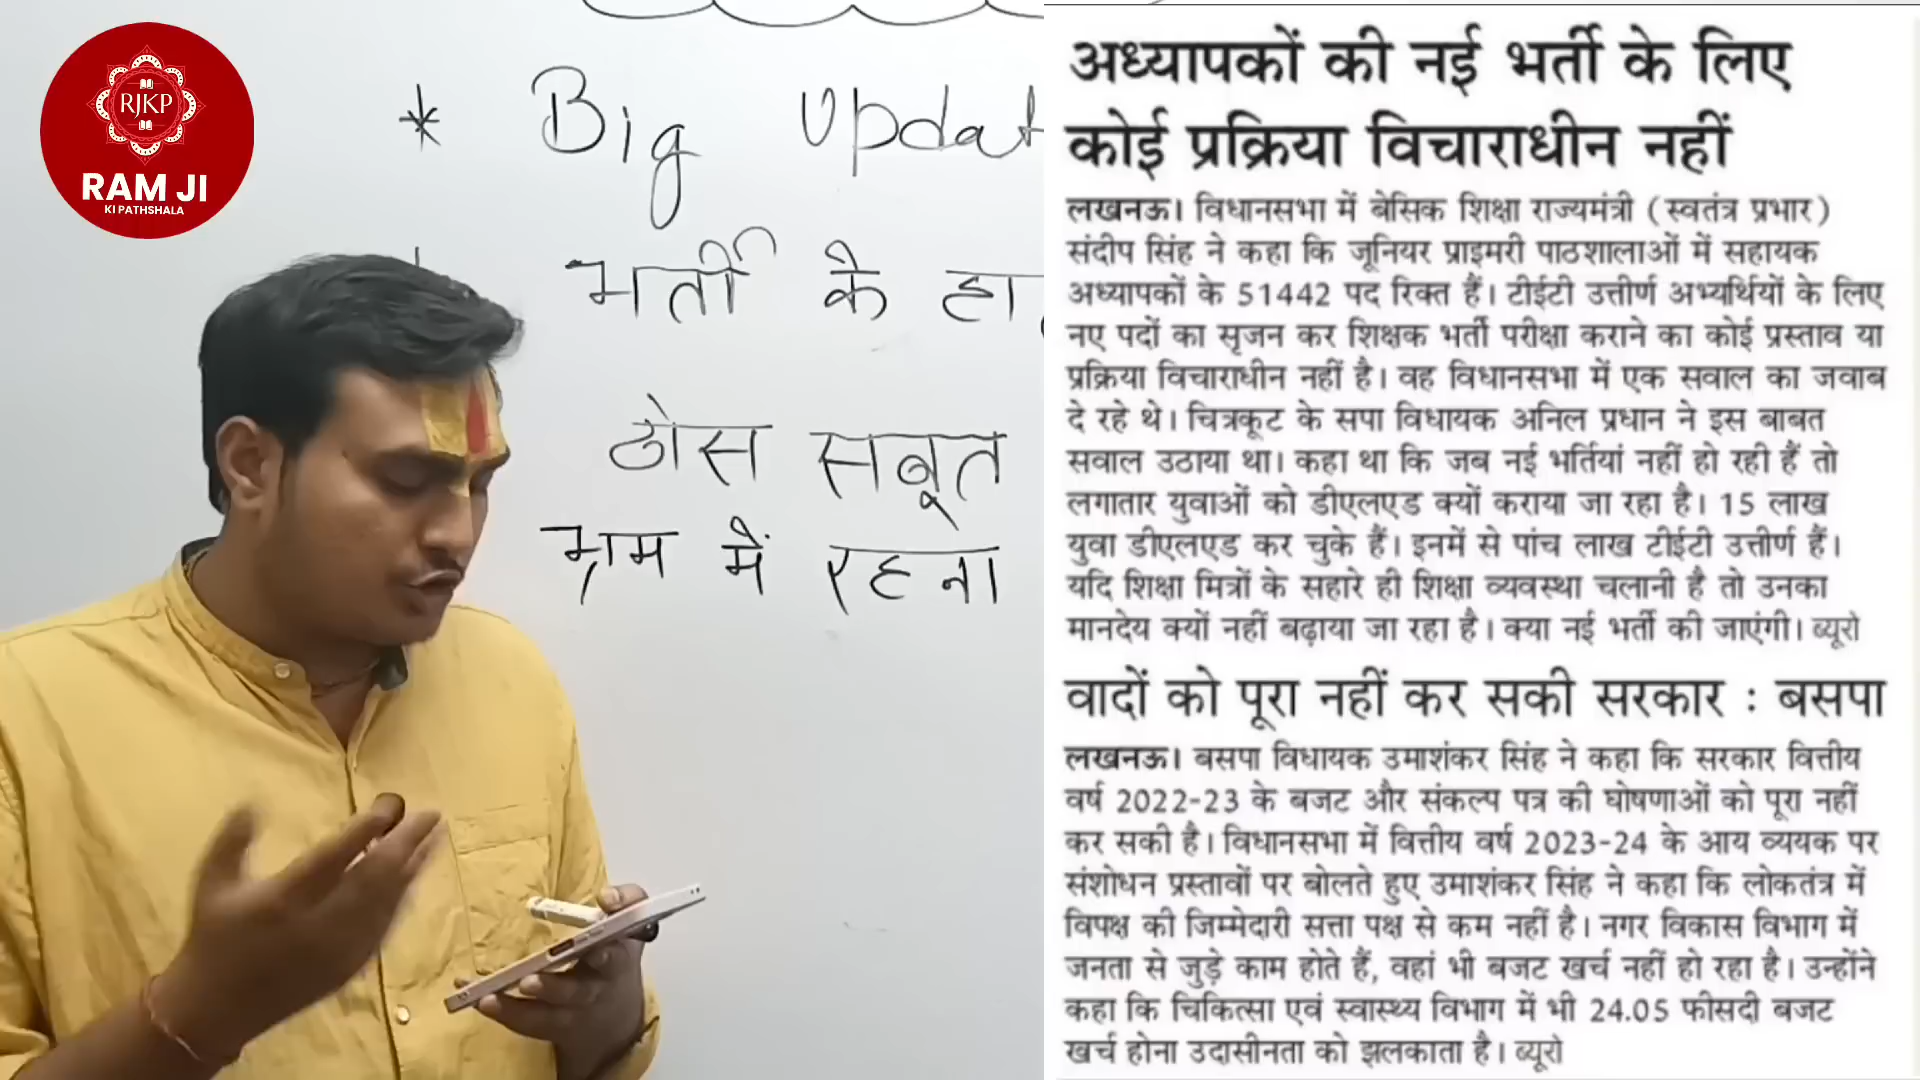 RJKP
RAM JI
KI PATHSHALA
* Big Updat
भर्ती के हा
ठोस सबूत
भ्रम में रहना
अध्यापकों की नई भर्ती के लिए
कोई प्रक्रिया विचाराधीन नहीं
लखनऊ। विधानसभा में बेसिक शिक्षा राज्यमंत्री (स्वतंत्र प्रभार)
संदीप सिंह ने कहा कि जूनियर प्राइमरी पाठशालाओं में सहायक
अध्यापकों के 51442 पद रिक्त हैं। टीईटी उत्तीर्ण अभ्यर्थियों के लिए
नए पदों का सृजन कर शिक्षक भर्ती परीक्षा कराने का कोई प्रस्ताव या
प्रक्रिया विचाराधीन नहीं है। वह विधानसभा में एक सवाल का जवाब
दे रहे थे। चित्रकूट के सपा विधायक अनिल प्रधान ने इस बाबत
सवाल उठाया था। कहा था कि जब नई भर्तियां नहीं हो रही हैं तो
लगातार युवाओं को डीएलएड क्यों कराया जा रहा है। 15 लाख
युवा डीएलएड कर चुके हैं। इनमें से पांच लाख टीईटी उत्तीर्ण हैं।
यदि शिक्षा मित्रों के सहारे ही शिक्षा व्यवस्था चलानी है तो उनका
मानदेय क्यों नहीं बढ़ाया जा रहा है। क्या नई भर्ती की जाएंगी। ब्यूरो
वादों को पूरा नहीं कर सकी सरकार : बसपा
लखनऊ। बसपा विधायक उमाशंकर सिंह ने कहा कि सरकार वित्तीय
वर्ष 2022-23 के बजट और संकल्प पत्र की घोषणाओं को पूरा नहीं
कर सकी है। विधानसभा में वित्तीय वर्ष 2023-24 के आय व्ययक पर
संशोधन प्रस्तावों पर बोलते हुए उमाशंकर सिंह ने कहा कि लोकतंत्र में
विपक्ष की जिम्मेदारी सत्ता पक्ष से कम नहीं है। नगर विकास विभाग में
जनता से जुड़े काम होते हैं, वहां भी बजट खर्च नहीं हो रहा है। उन्होंने
कहा कि चिकित्सा एवं स्वास्थ्य विभाग में भी 24.05 फीसदी बजट
खर्च होना उदासीनता को झलकाता है। ब्यूरो